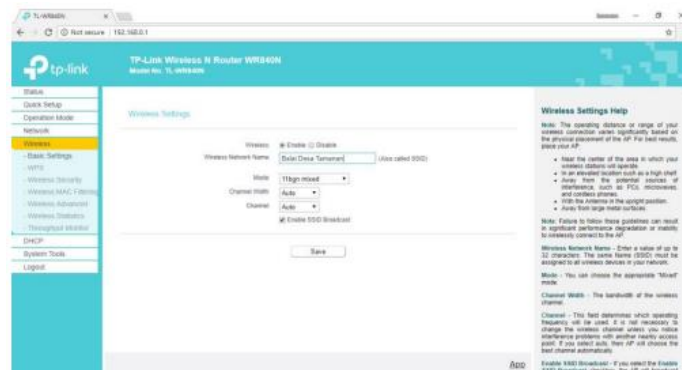 TL-WR840N
Not secure | 192.168.0.1
tp-link
TP-Link Wireless N Router WR840N
Model No. TL-WR840N
Status
Quick Setup
Operation Mode
Network
Wireless
- Basic Settings
- WPS
- Wireless Security
- Wireless MAC Filtering
- Wireless Advanced
- Wireless Statistics
- Throughput Monitor
DHCP
System Tools
Logout
Wireless Settings
Wireless: Enable Disable
Wireless Network Name: Balai Desa Tamanan (Also called SSID)
Mode: 11bgn mixed
Channel Width: Auto
Channel: Auto
Enable SSID Broadcast
Save
App
Wireless Settings Help
Note: The operating distance or range of your
wireless connection varies significantly based on
the physical placement of the AP. For best results,
place your AP:
Near the center of the area in which your
wireless stations will operate.
In an elevated location such as a high shelf.
Away from the potential sources of
interference, such as PCs, microwaves,
and cordless phones.
With the Antenna in the upright position.
Away from large metal surfaces.
Note: Failure to follow these guidelines can result
in significant performance degradation or inability
to wirelessly connect to the AP.
Wireless Network Name - Enter a value of up to
32 characters. The same Name (SSID) must be
assigned to all wireless devices in your network.
Mode - You can choose the appropriate "Mixed"
mode.
Channel Width - The bandwidth of the wireless
channel.
Channel - This field determines which operating
frequency will be used. It is not necessary to
change the wireless channel unless you notice
interference problems with another nearby access
point. If you select auto, then AP will choose the
best channel automatically.
Enable SSID Broadcast - If you select the Enable